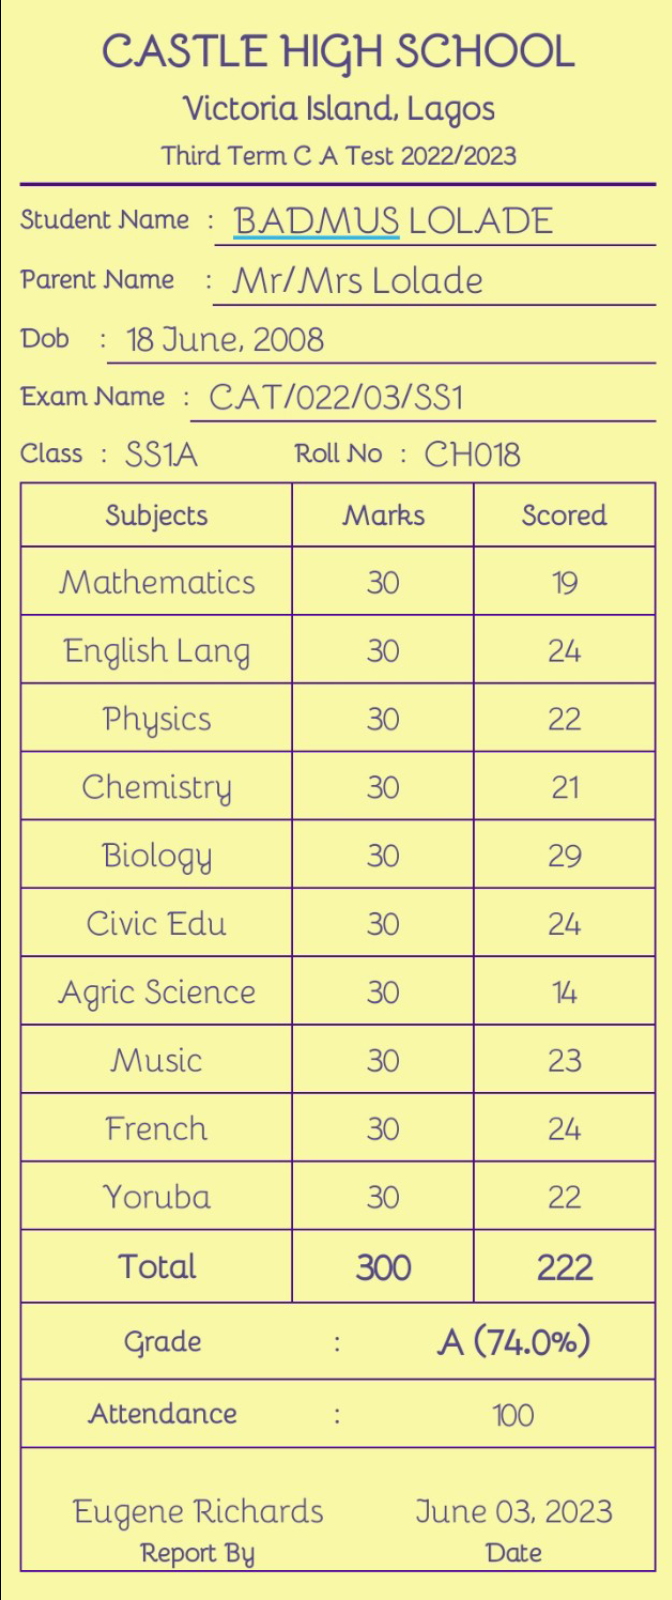 CASTLE HIGH SCHOOL
Victoria Island, Lagos
Third Term C A Test 2022/2023
Student Name : BADMUS LOLADE
Parent Name : Mr/Mrs Lolade
Dob : 18 June, 2008
Exam Name : CAT/022/03/SS1
Class : SS1A Roll No : CH018
Subjects Marks Scored
Mathematics 30 19
English Lang 30 24
Physics 30 22
Chemistry 30 21
Biology 30 29
Civic Edu 30 24
Agric Science 30 14
Music 30 23
French 30 24
Yoruba 30 22
Total 300 222
Grade : A (74.0%)
Attendance : 100
Eugene Richards June 03, 2023
Report By Date